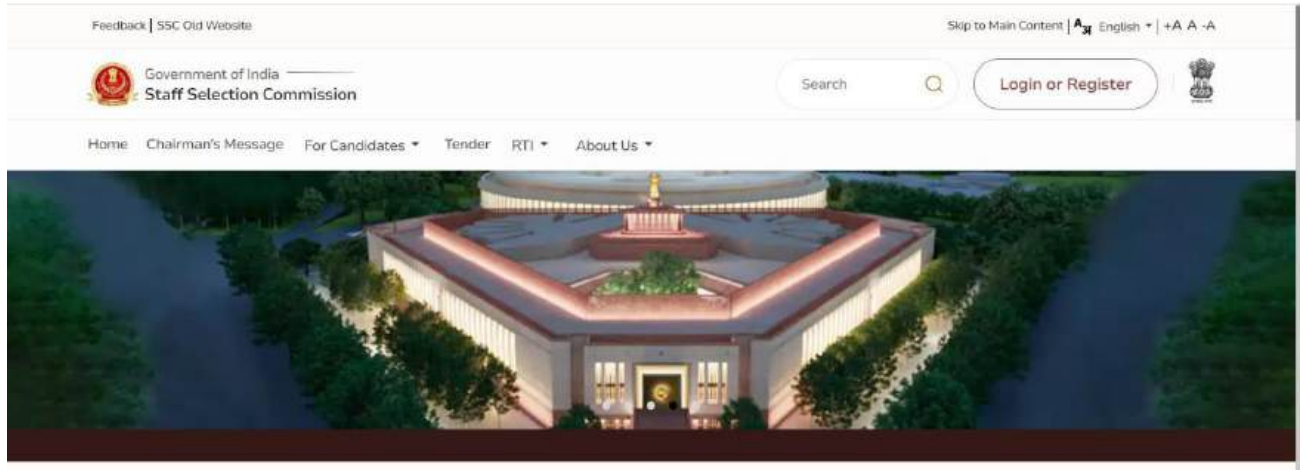 Feedback | SSC Old Website
Skip to Main Content | Aअ English | +A A -A
Government of India
Staff Selection Commission
Search
Login or Register
Home Chairman's Message For Candidates Tender RTI About Us